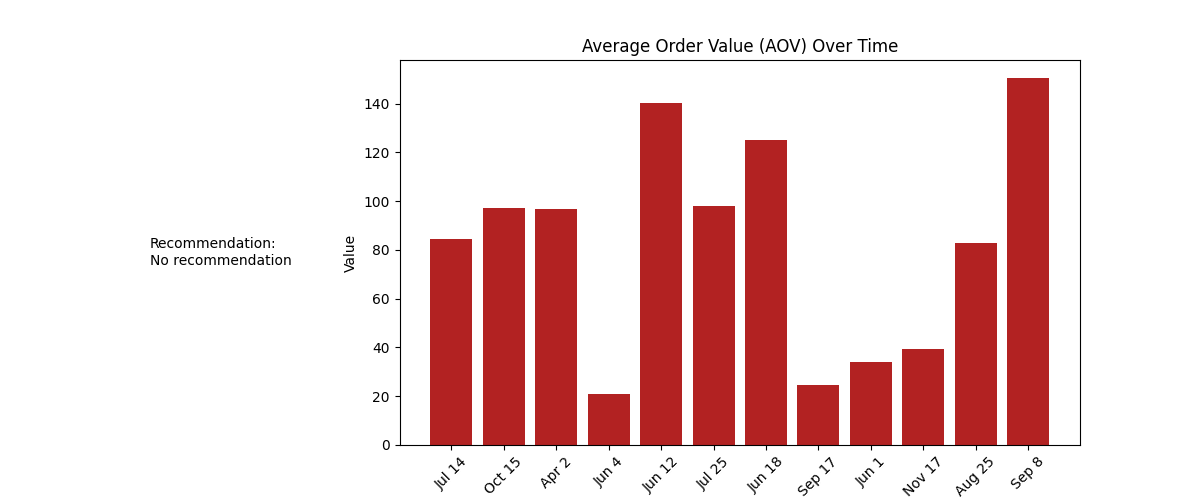 Average Order Value (AOV) Over Time
Recommendation:
No recommendation
Value
140
120
100
80
60
40
20
0
Jul 14
Oct 15
Apr 2
Jun 4
Jun 12
Jul 25
Jun 18
Sep 17
Jun 1
Nov 17
Aug 25
Sep 8